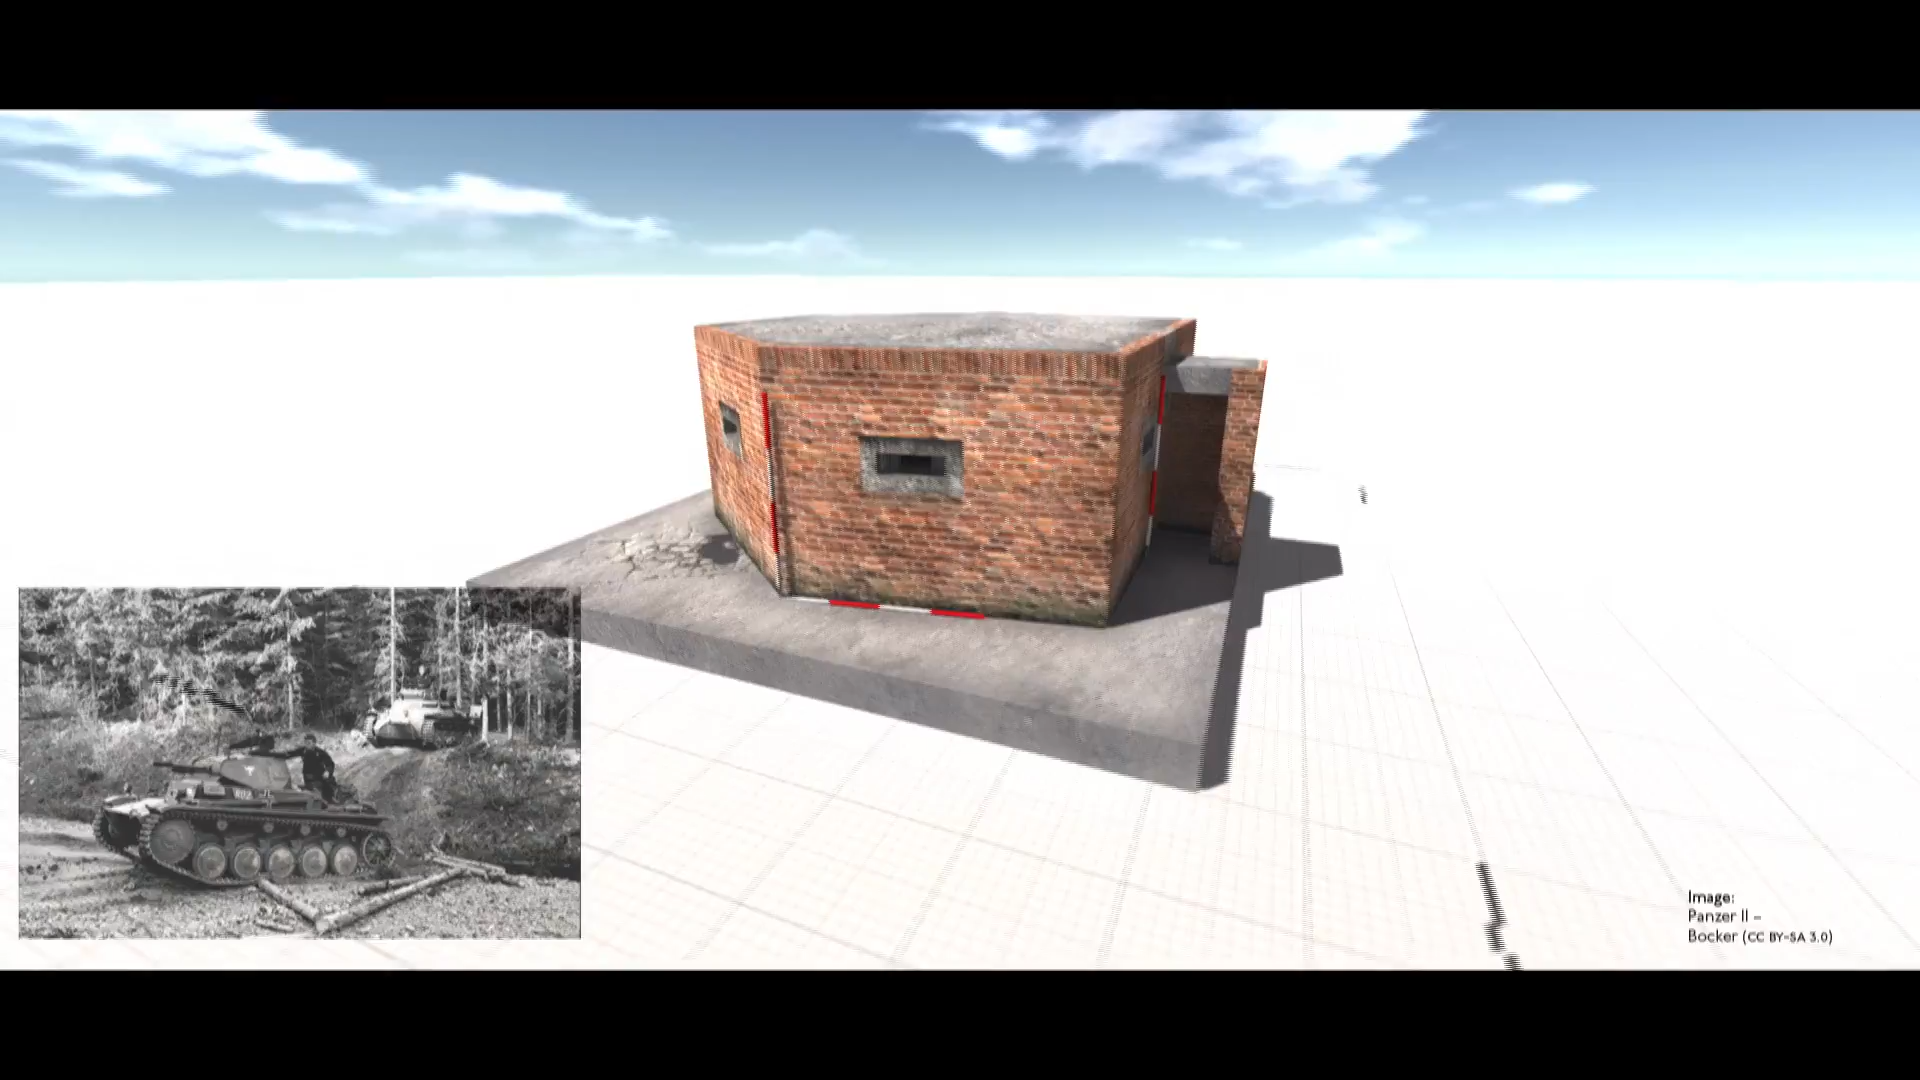 Image:
Panzer II –
Bocker (CC BY-SA 3.0)